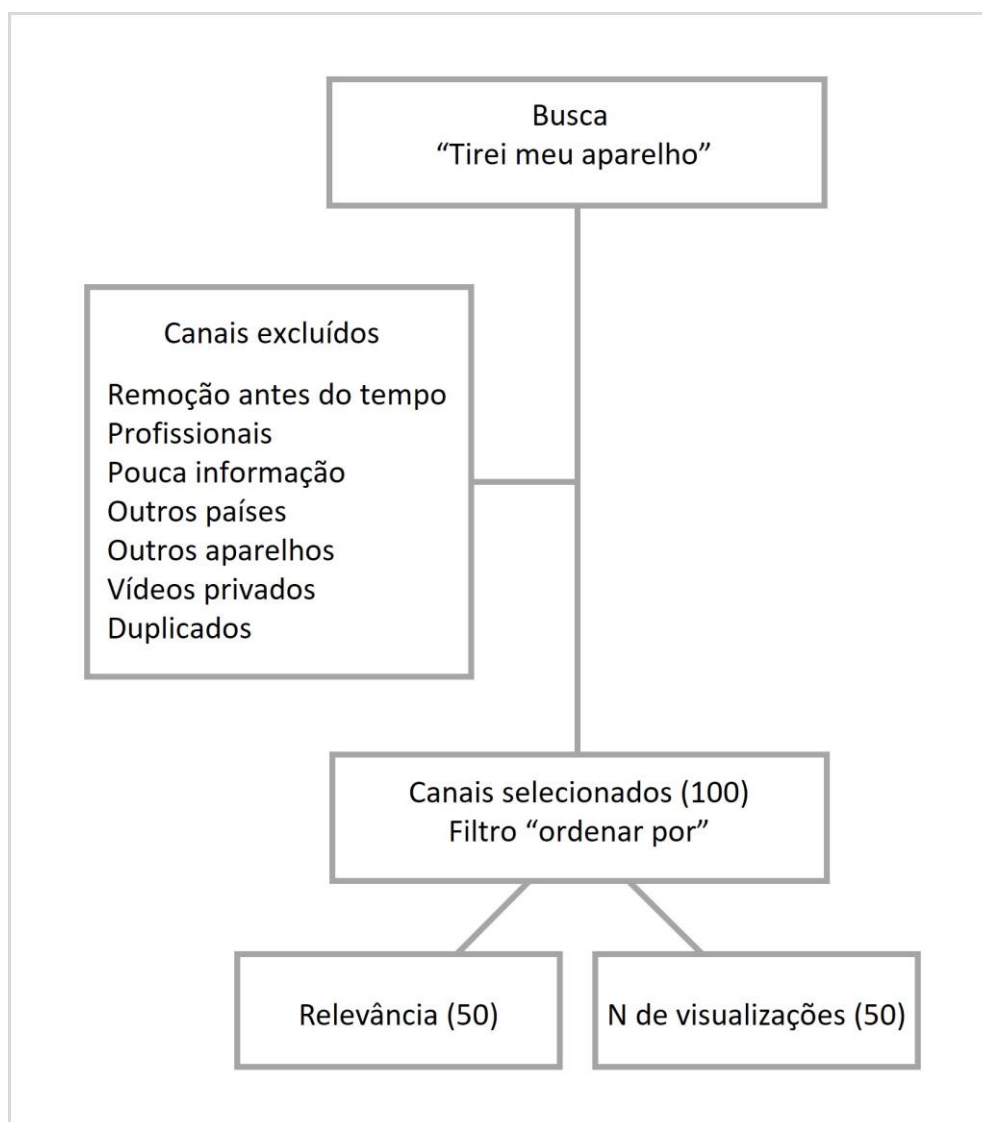 Busca
“Tirei meu aparelho”
Canais excluídos
Remoção antes do tempo
Profissionais
Pouca informação
Outros países
Outros aparelhos
Vídeos privados
Duplicados
Canais selecionados (100)
Filtro “ordenar por”
Relevância (50)
N de visualizações (50)